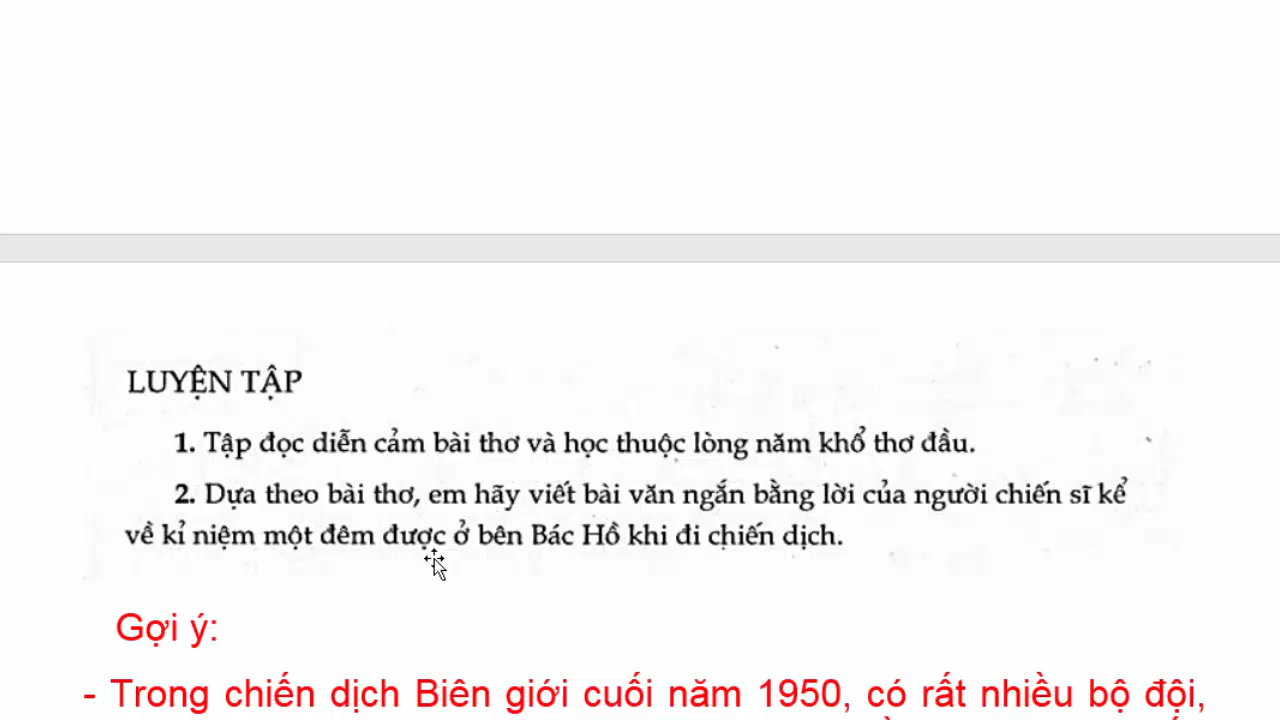 LUYỆN TẬP
1. Tập đọc diễn cảm bài thơ và học thuộc lòng năm khổ thơ đầu.
2. Dựa theo bài thơ, em hãy viết bài văn ngắn bằng lời của người chiến sĩ kể
về kỉ niệm một đêm được ở bên Bác Hồ khi đi chiến dịch.
Gợi ý:
- Trong chiến dịch Biên giới cuối năm 1950, có rất nhiều bộ đội,